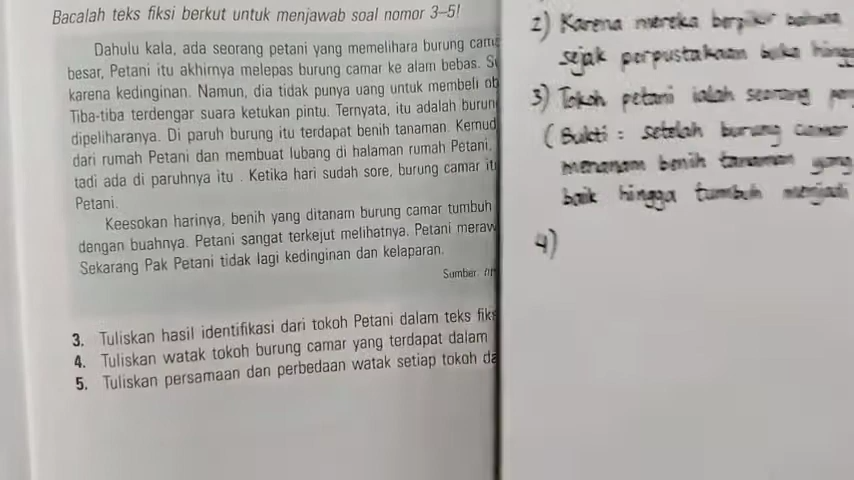 Bacalah teks fiksi berkut untuk menjawab soal nomor 3–5!
Dahulu kala, ada seorang petani yang memelihara burung
besar, Petani itu akhirnya melepas burung camar ke alam bebas.
karena kedinginan. Namun, dia tidak punya uang untuk membeli
Tiba-tiba terdengar suara ketukan pintu. Ternyata, itu adalah
dipeliharanya. Di paruh burung itu terdapat benih tanaman.
dari rumah Petani dan membuat lubang di halaman rumah Petani,
tadi ada di paruhnya itu . Ketika hari sudah sore, burung camar
Petani.
Keesokan harinya, benih yang ditanam burung camar tumbuh
dengan buahnya. Petani sangat terkejut melihatnya. Petani
Sekarang Pak Petani tidak lagi kedinginan dan kelaparan.
Sumber:
3. Tuliskan hasil identifikasi dari tokoh Petani dalam teks
4. Tuliskan watak tokoh burung camar yang terdapat dalam
5. Tuliskan persamaan dan perbedaan watak setiap tokoh
2) Karena mereka berpikir bahwa
sejak perpustakaan buka
3) Tokoh petani ialah seorang
(Bukti : setelah burung camar
menanam benih tanaman yang
baik hingga tumbuh menjadi
4)